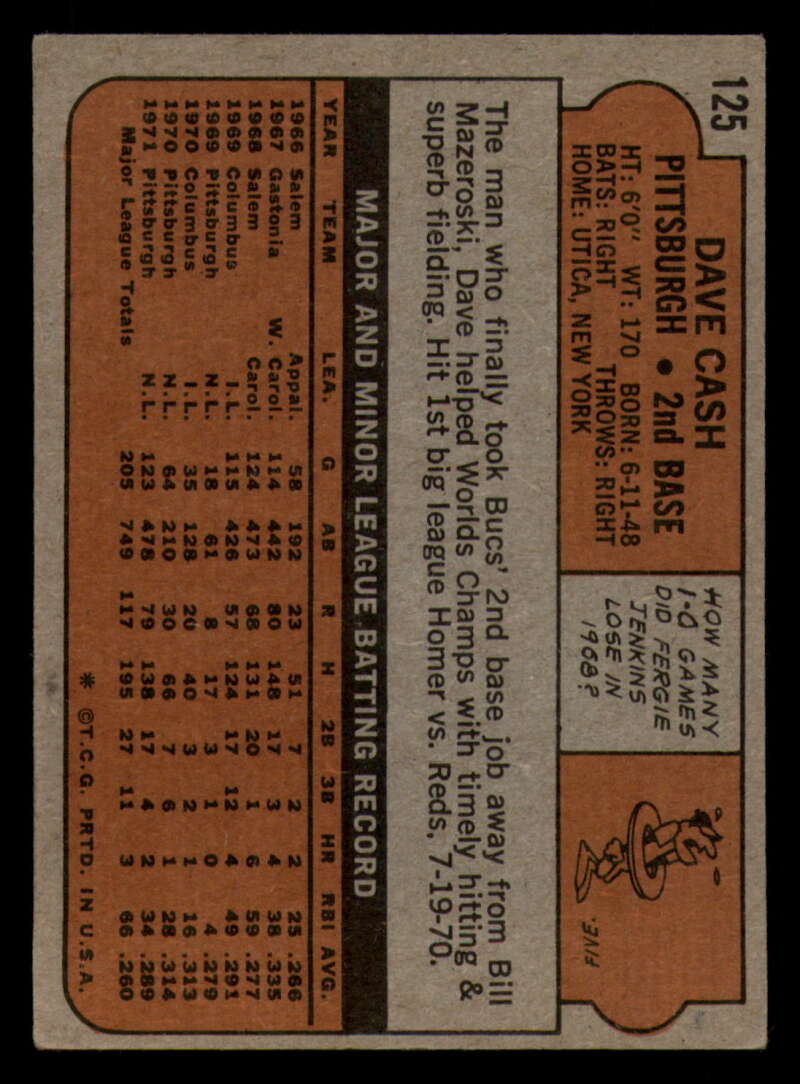 125
DAVE CASH
PITTSBURGH • 2nd BASE
HT: 6'0" WT: 170 BORN: 6-11-48
BATS: RIGHT THROWS: RIGHT
HOME: UTICA, NEW YORK
HOW MANY
1-0 GAMES
DID FERGIE
JENKINS
LOSE IN
1968?
FIVE.
The man who finally took Bucs' 2nd base job away from Bill
Mazeroski, Dave helped Worlds Champs with timely hitting &
superb fielding. Hit 1st big league Homer vs. Reds, 7-19-70.
MAJOR AND MINOR LEAGUE BATTING RECORD
YEAR TEAM LEA. G AB R H 2B 3B HR RBI AVG.
1966 Salem Appal. 58 192 23 51 7 2 2 25 .266
1967 Gastonia W. Carol. 114 442 80 148 17 3 4 38 .335
1968 Salem Carol. 124 473 68 131 20 1 6 59 .277
1969 Columbus I.L. 115 426 57 124 17 12 4 49 .291
1969 Pittsburgh N.L. 18 61 8 17 3 1 0 4 .279
1970 Columbus I.L. 35 128 20 40 3 2 1 16 .313
1970 Pittsburgh N.L. 64 210 30 66 7 6 1 28 .314
1971 Pittsburgh N.L. 123 478 79 138 17 4 2 34 .289
Major League Totals 205 749 117 195 27 11 3 66 .260
* ©T.C.G. PRTD. IN U.S.A.